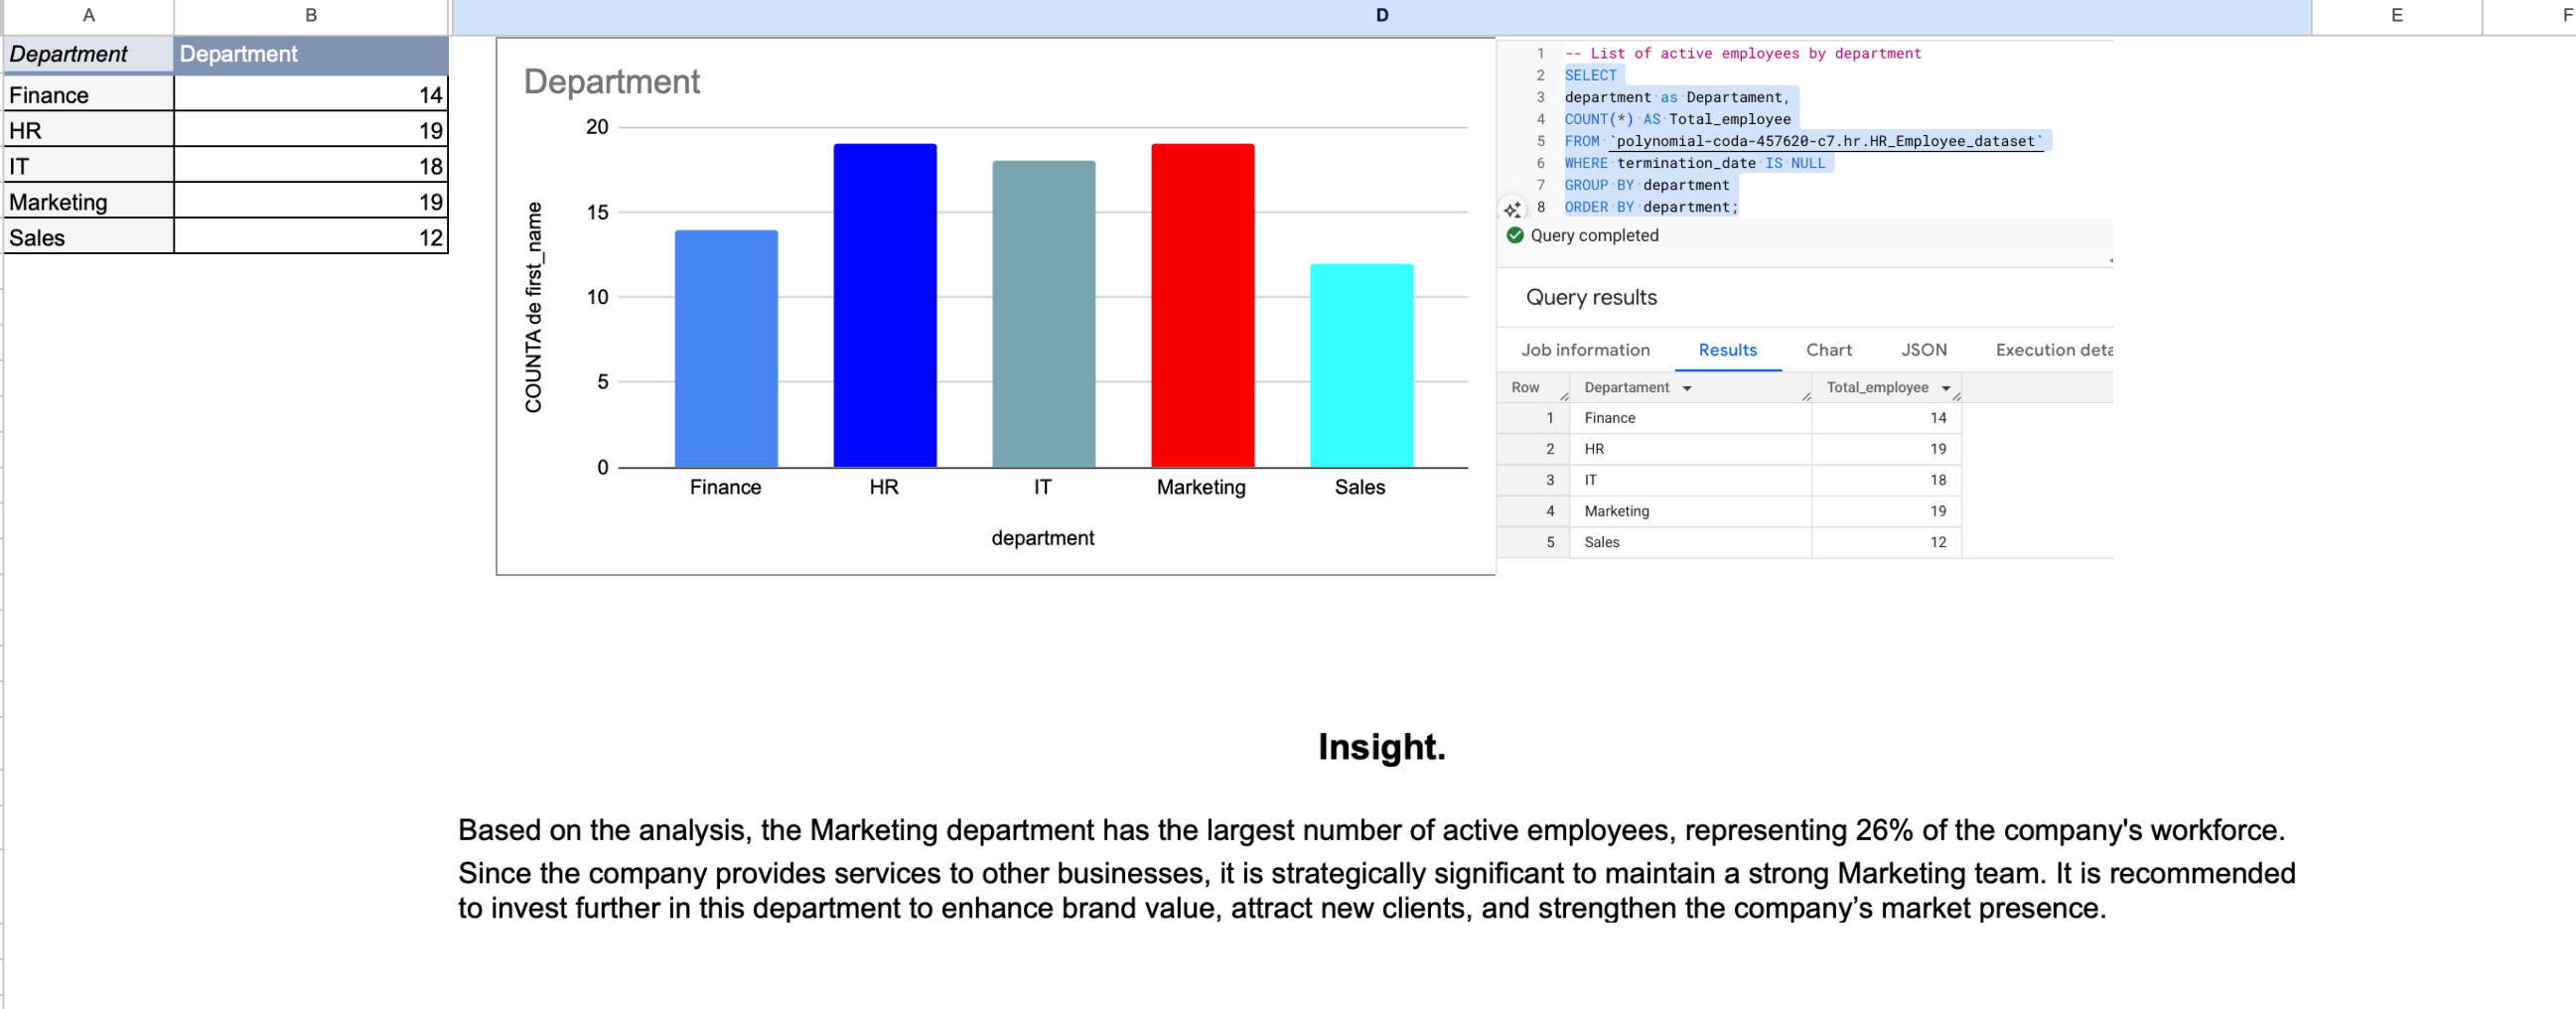 A B D E F
Department Department
Finance 14
HR 19
IT 18
Marketing 19
Sales 12
Department
COUNTA de first_name
20
15
10
5
0
Finance HR IT Marketing Sales
department
1 -- List of active employees by department
2 SELECT
3 department as Departament,
4 COUNT(*) AS Total_employee
5 FROM `polynomial-coda-457620-c7.hr.HR_Employee_dataset`
6 WHERE termination_date IS NULL
7 GROUP BY department
8 ORDER BY department;
Query completed
Query results
Job information Results Chart JSON Execution deta
Row Departament Total_employee
1 Finance 14
2 HR 19
3 IT 18
4 Marketing 19
5 Sales 12
Insight.
Based on the analysis, the Marketing department has the largest number of active employees, representing 26% of the company's workforce.
Since the company provides services to other businesses, it is strategically significant to maintain a strong Marketing team. It is recommended
to invest further in this department to enhance brand value, attract new clients, and strengthen the company’s market presence.